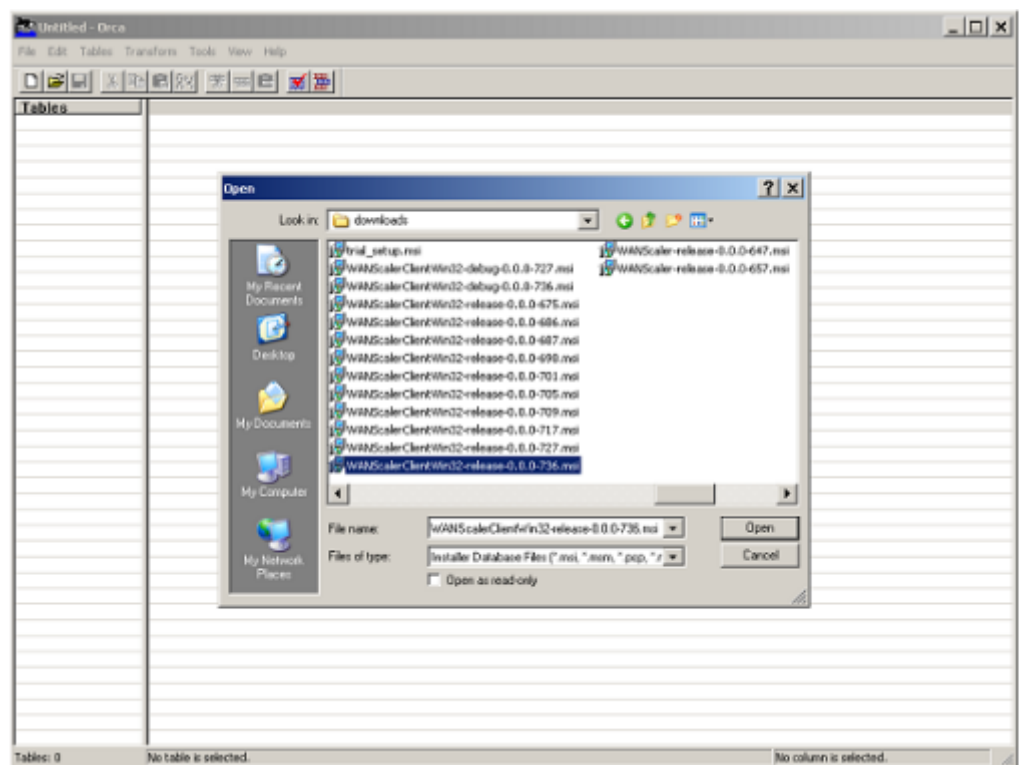 Untitled - Orca
File Edit Tables Transform Tools View Help
Tables
Open
Look in: downloads
trial_setup.msi
WANScalerClientWin32-debug-0.0.0-727.msi
WANScalerClientWin32-debug-0.0.0-736.msi
WANScalerClientWin32-release-0.0.0-675.msi
WANScalerClientWin32-release-0.0.0-686.msi
WANScalerClientWin32-release-0.0.0-687.msi
WANScalerClientWin32-release-0.0.0-698.msi
WANScalerClientWin32-release-0.0.0-701.msi
WANScalerClientWin32-release-0.0.0-705.msi
WANScalerClientWin32-release-0.0.0-709.msi
WANScalerClientWin32-release-0.0.0-717.msi
WANScalerClientWin32-release-0.0.0-727.msi
WANScalerClientWin32-release-0.0.0-736.msi
WANScaler-release-0.0.0-647.msi
WANScaler-release-0.0.0-657.msi
My Recent
Documents
Desktop
My Documents
My Computer
My Network
Places
File name: WANScalerClientWin32-release-0.0.0-736.msi
Open
Files of type: Installer Database Files (*.msi, *.msm, *.pcp, *.
Cancel
Open as read-only
Tables: 0
No table is selected.
No column is selected.